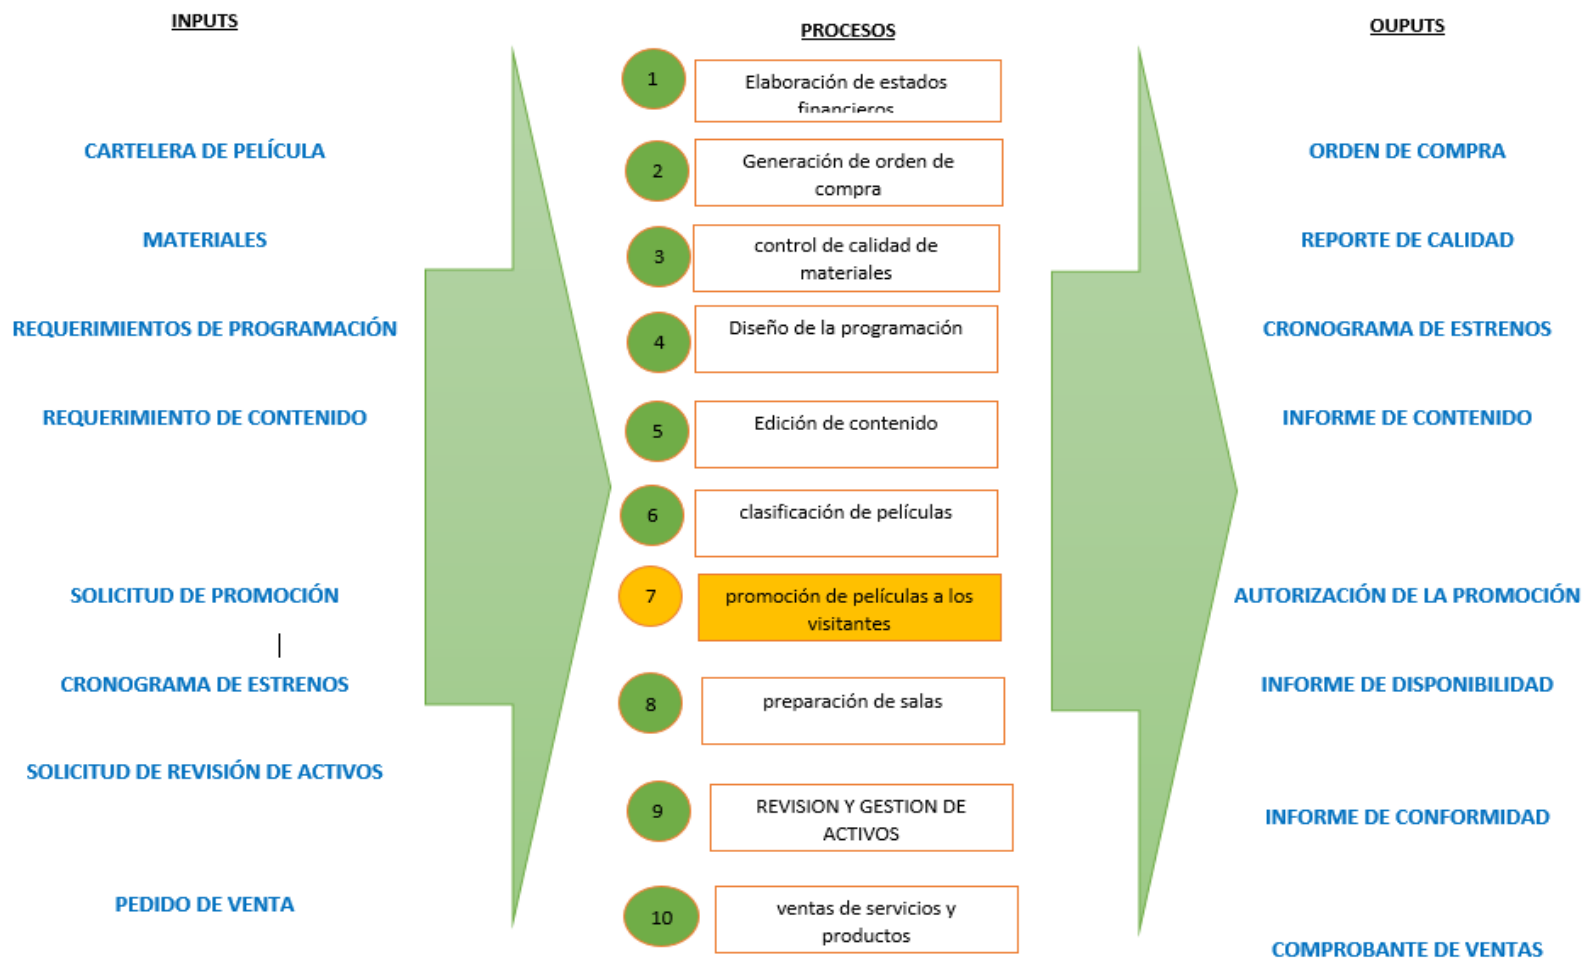 INPUTS
CARTELERA DE PELÍCULA
MATERIALES
REQUERIMIENTOS DE PROGRAMACIÓN
REQUERIMIENTO DE CONTENIDO
SOLICITUD DE PROMOCIÓN
CRONOGRAMA DE ESTRENOS
SOLICITUD DE REVISIÓN DE ACTIVOS
PEDIDO DE VENTA
PROCESOS
1
Elaboración de estados
financieros
2
Generación de orden de
compra
3
control de calidad de
materiales
4
Diseño de la programación
5
Edición de contenido
6
clasificación de películas
7
promoción de películas a los
visitantes
8
preparación de salas
9
REVISION Y GESTION DE
ACTIVOS
10
ventas de servicios y
productos
OUPUTS
ORDEN DE COMPRA
REPORTE DE CALIDAD
CRONOGRAMA DE ESTRENOS
INFORME DE CONTENIDO
AUTORIZACIÓN DE LA PROMOCIÓN
INFORME DE DISPONIBILIDAD
INFORME DE CONFORMIDAD
COMPROBANTE DE VENTAS